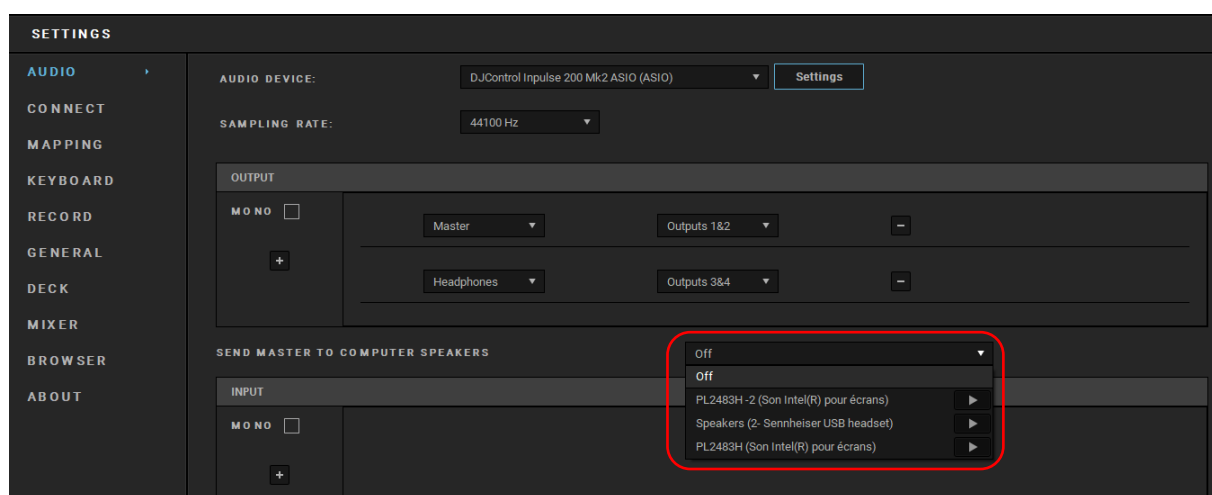 SETTINGS
AUDIO
CONNECT
MAPPING
KEYBOARD
RECORD
GENERAL
DECK
MIXER
BROWSER
ABOUT
AUDIO DEVICE: DJControl Inpulse 200 Mk2 ASIO (ASIO) Settings
SAMPLING RATE: 44100 Hz
OUTPUT
MONO
+
Master Outputs 1&2 −
Headphones Outputs 3&4 −
SEND MASTER TO COMPUTER SPEAKERS Off
Off
PL2483H-2 (Son Intel(R) pour écrans)
Speakers (2- Sennheiser USB headset)
PL2483H (Son Intel(R) pour écrans)
INPUT
MONO
+